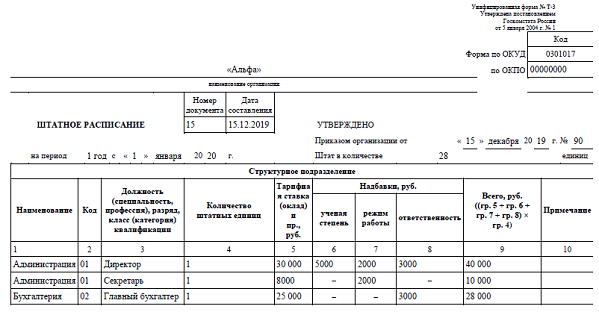 Унифицированная форма № Т-3
Утверждена постановлением
Госкомстата России
от 5 января 2004 г. № 1
Код
Форма по ОКУД 0301017
по ОКПО 00000000
«Альфа»
наименование организации
Номер документа Дата составления
ШТАТНОЕ РАСПИСАНИЕ 15 15.12.2019 УТВЕРЖДЕНО
Приказом организации от « 15 » декабря 20 19 г. № 90
на период 1 год с « 1 » января 20 20 г. Штат в количестве 28 единиц
Структурное подразделение
Наименование Код Должность (специальность, профессия), разряд, класс (категория) квалификации Количество штатных единиц Тарифная ставка (оклад) и пр., руб. Надбавки, руб. Всего, руб. ((гр. 5 + гр. 6 + гр. 7 + гр. 8) × гр. 4) Примечание
ученая степень режим работы ответственность
1 2 3 4 5 6 7 8 9 10
Администрация 01 Директор 1 30 000 5000 2000 3000 40 000
Администрация 01 Секретарь 1 8000 – 2000 – 10 000
Бухгалтерия 02 Главный бухгалтер 1 25 000 – – 3000 28 000